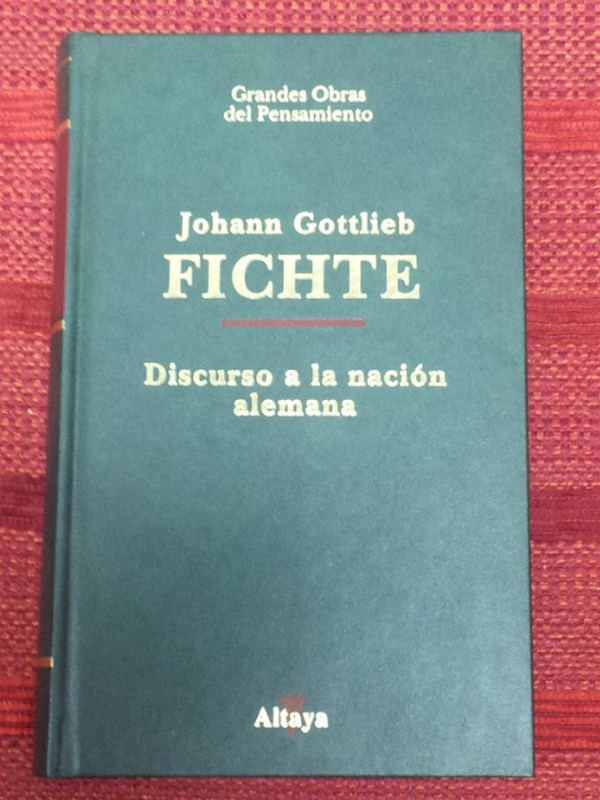 Grandes Obras
del Pensamiento
Johann Gottlieb
FICHTE
Discurso a la nación
alemana
Altaya